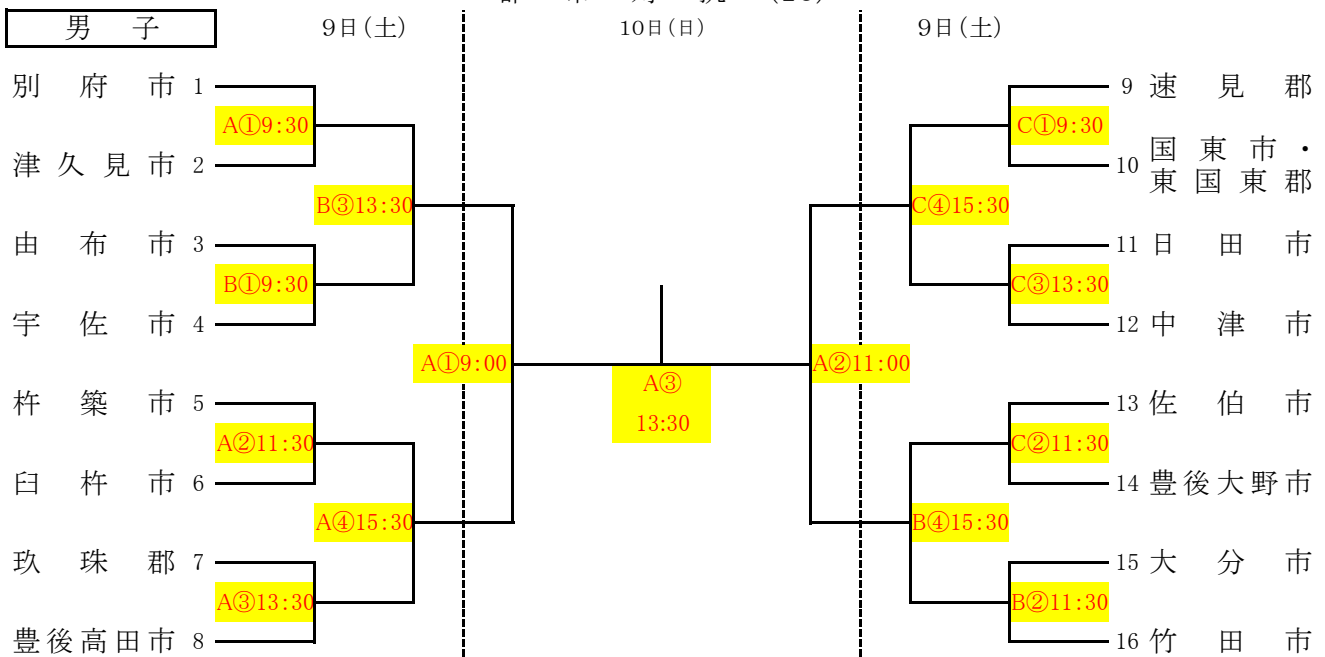 男 子 9日(土) 10日(日) 9日(土)
別府市 1
A①9:30
津久見市 2
B③13:30
由布市 3
B①9:30
宇佐市 4
A①9:00
杵築市 5
A②11:30
臼杵市 6
A④15:30
玖珠郡 7
A③13:30
豊後高田市 8
A③
13:30
9 速見郡
C①9:30
10 国東市・
東国東郡
C④15:30
11 日田市
C③13:30
12 中津市
A②11:00
13 佐伯市
C②11:30
14 豊後大野市
B④15:30
15 大分市
B②11:30
16 竹田市